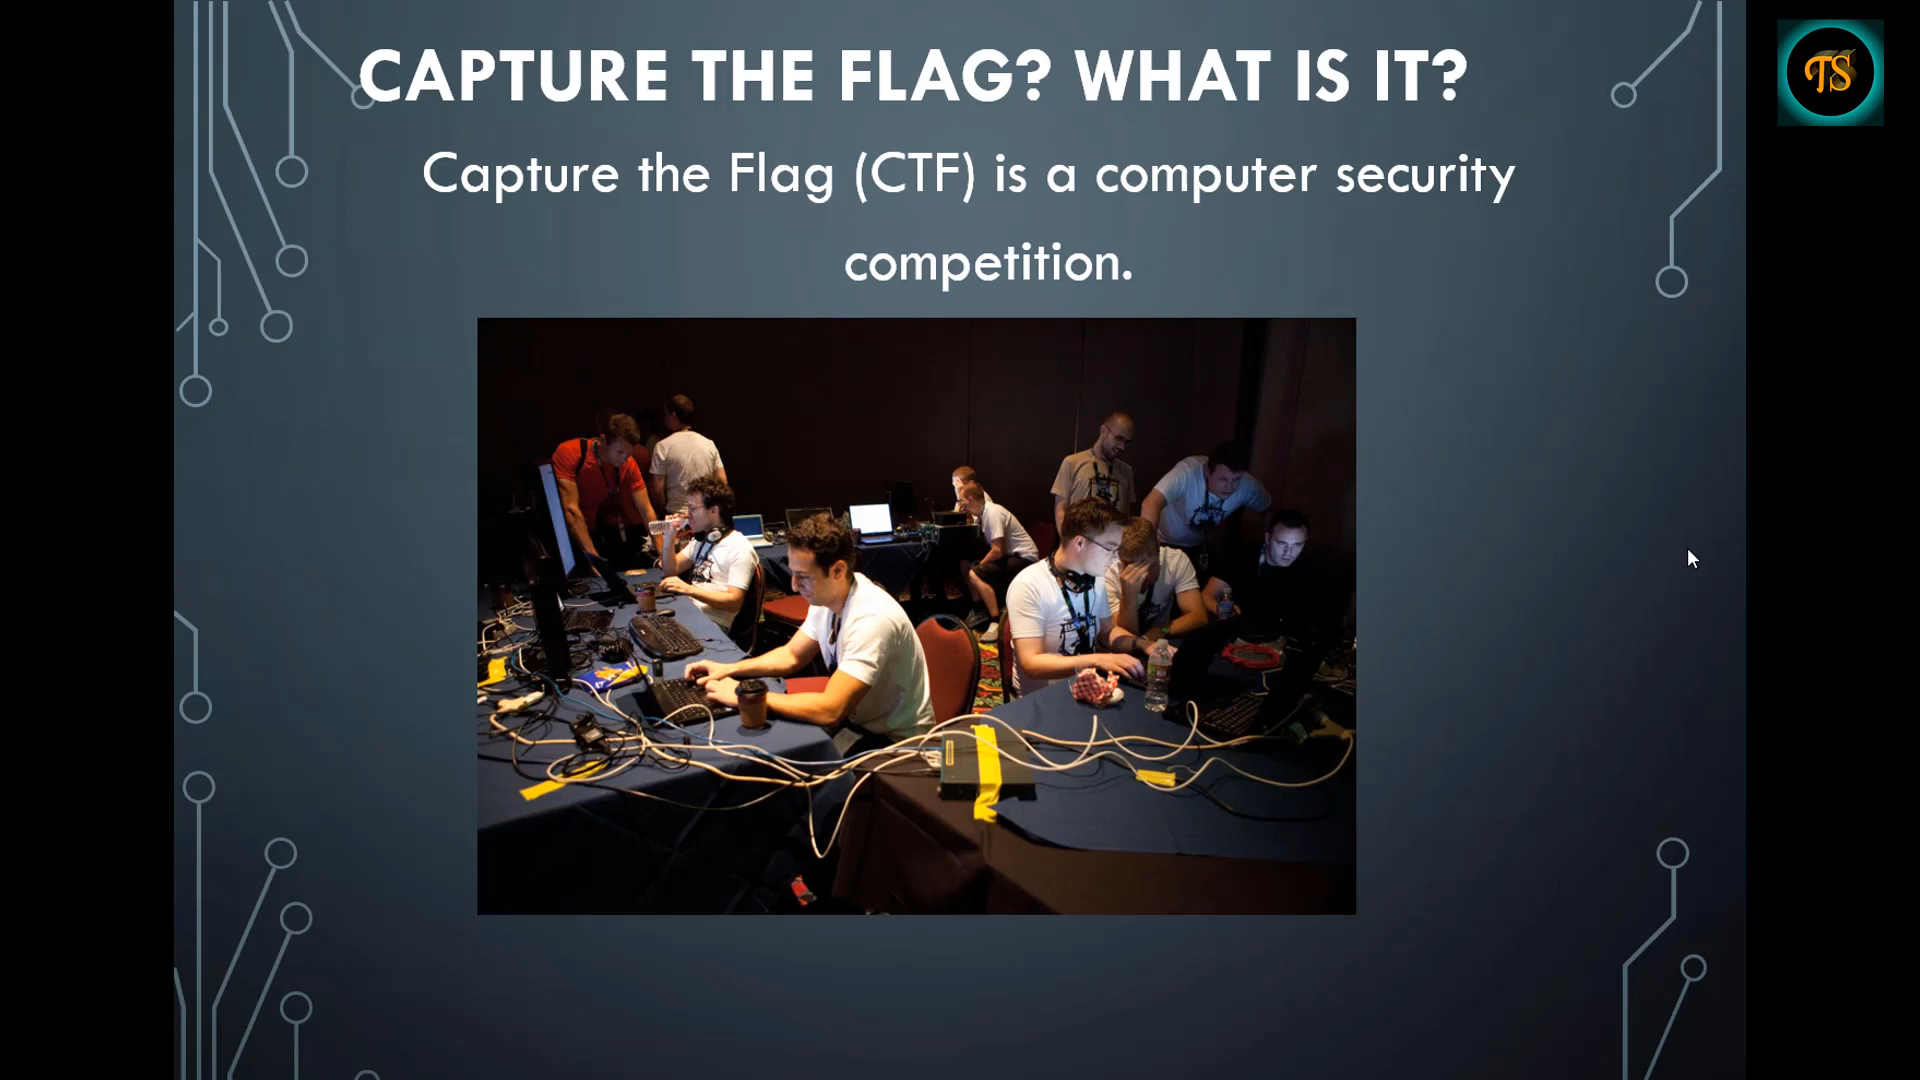 CAPTURE THE FLAG? WHAT IS IT?
TS
Capture the Flag (CTF) is a computer security
competition.